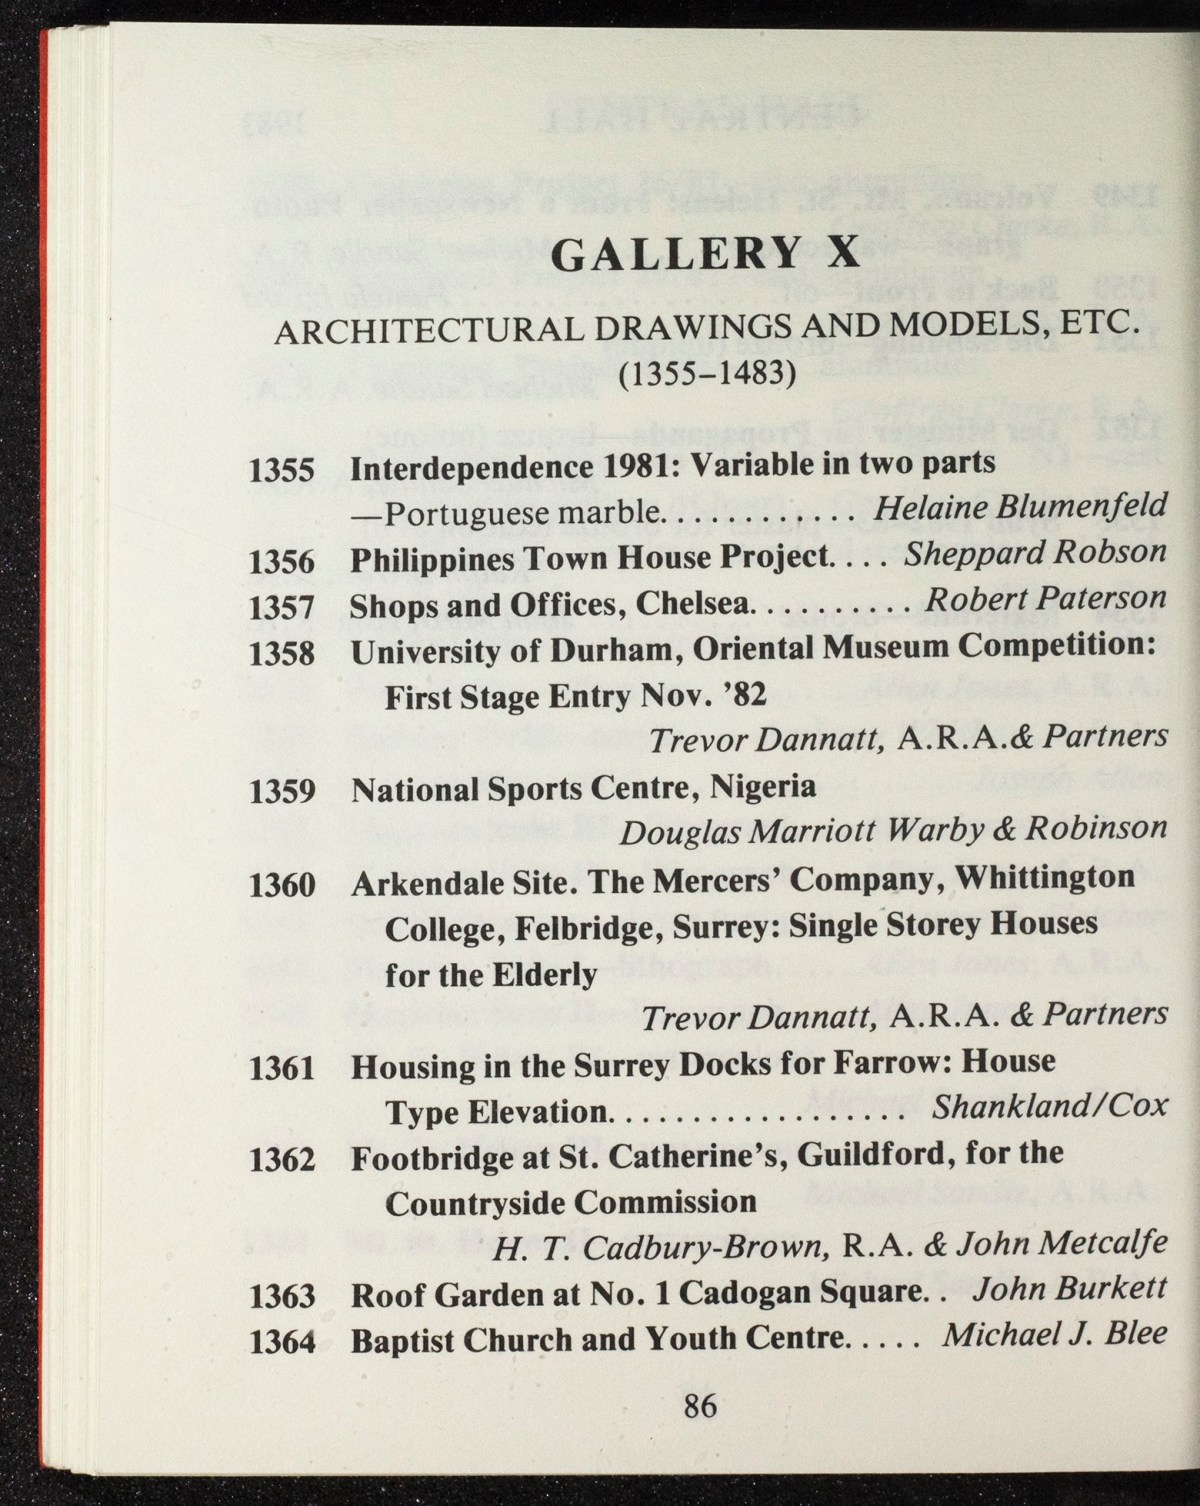 GALLERY X
ARCHITECTURAL DRAWINGS AND MODELS, ETC.
(1355–1483)
1355 Interdependence 1981: Variable in two parts
—Portuguese marble. . . . . . . . . . . . Helaine Blumenfeld
1356 Philippines Town House Project. . . . Sheppard Robson
1357 Shops and Offices, Chelsea. . . . . . . . . . Robert Paterson
1358 University of Durham, Oriental Museum Competition:
First Stage Entry Nov. ’82
Trevor Dannatt, A.R.A.& Partners
1359 National Sports Centre, Nigeria
Douglas Marriott Warby & Robinson
1360 Arkendale Site. The Mercers’ Company, Whittington
College, Felbridge, Surrey: Single Storey Houses
for the Elderly
Trevor Dannatt, A.R.A. & Partners
1361 Housing in the Surrey Docks for Farrow: House
Type Elevation. . . . . . . . . . . . . . . . . . Shankland/Cox
1362 Footbridge at St. Catherine’s, Guildford, for the
Countryside Commission
H. T. Cadbury-Brown, R.A. & John Metcalfe
1363 Roof Garden at No. 1 Cadogan Square. . John Burkett
1364 Baptist Church and Youth Centre. . . . . Michael J. Blee
86